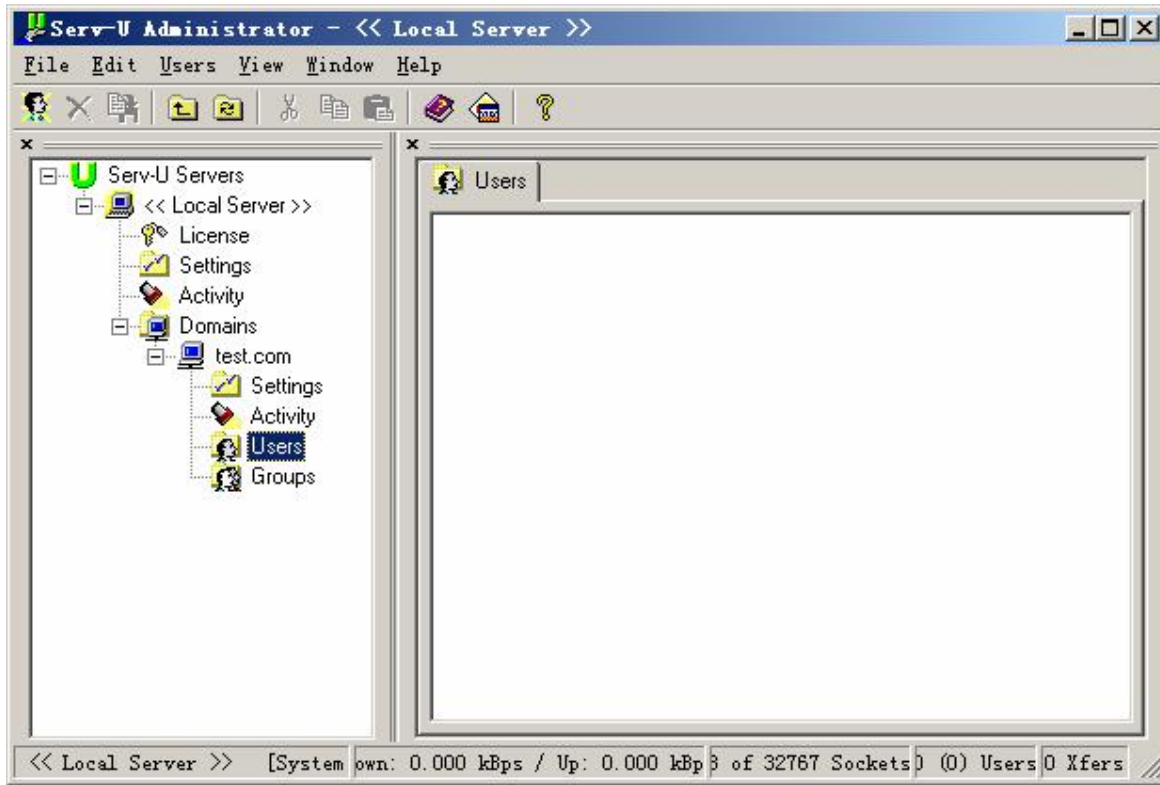 Serv-U Administrator - << Local Server >>
File Edit Users View Window Help
Serv-U Servers
<< Local Server >>
License
Settings
Activity
Domains
test.com
Settings
Activity
Users
Groups
Users
<< Local Server >> [System own: 0.000 kBps / Up: 0.000 kBp 3 of 32767 Sockets (0) Users 0 Xfers